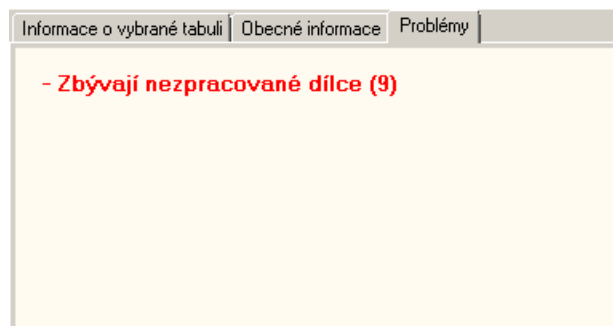 Informace o vybrané tabuli Obecné informace Problémy
- Zbývají nezpracované dílce (9)